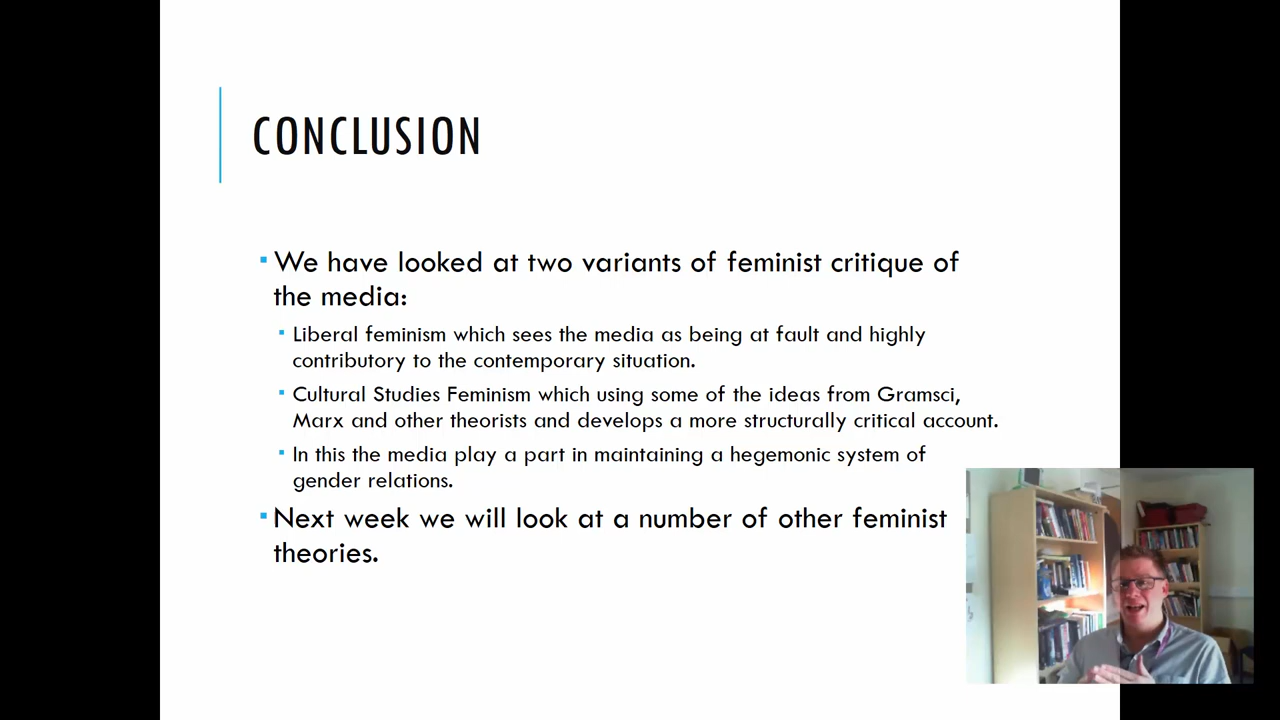 CONCLUSION
We have looked at two variants of feminist critique of
the media:
Liberal feminism which sees the media as being at fault and highly
contributory to the contemporary situation.
Cultural Studies Feminism which using some of the ideas from Gramsci,
Marx and other theorists and develops a more structurally critical account.
In this the media play a part in maintaining a hegemonic system of
gender relations.
Next week we will look at a number of other feminist
theories.